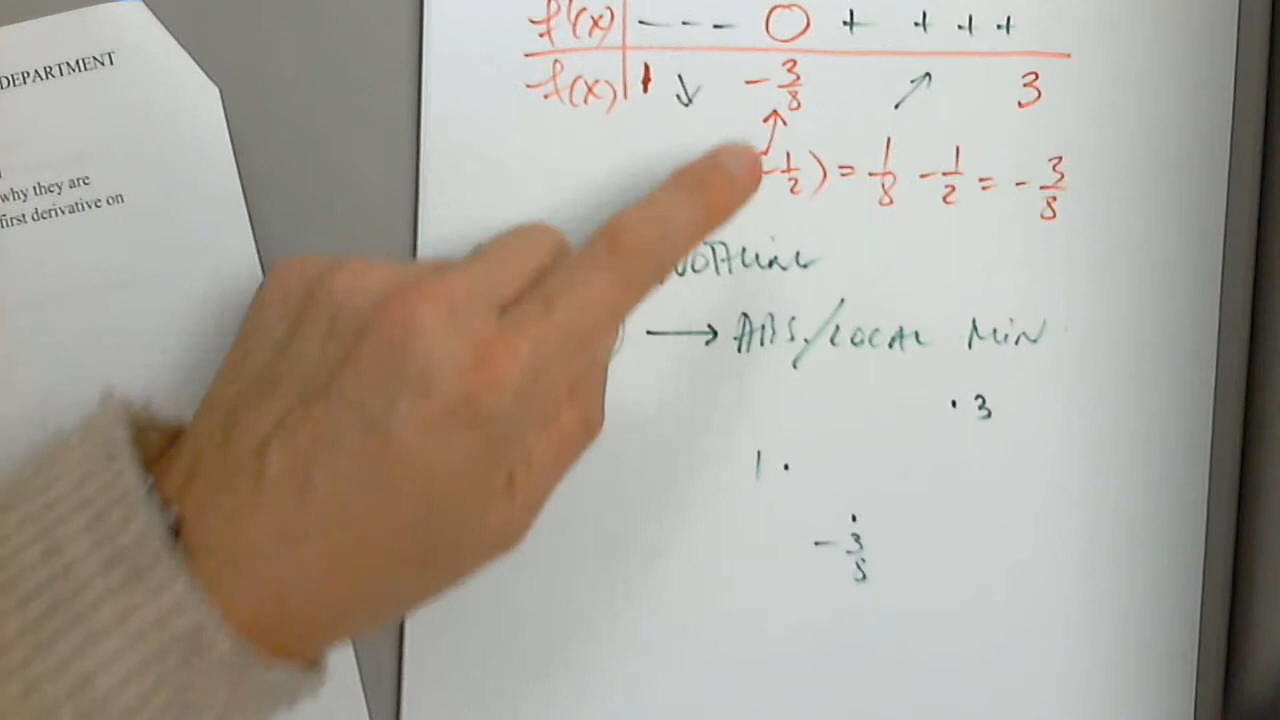 DEPARTMENT
why they are
first derivative on
f'(x) | - - - 0 + + + +
f(x) | 1 ↓ -3/8 ↗ 3
-1/2) = 1/8 - 1/2 = -3/8
→ ABS/LOCAL MIN
· 3
1 ·
-3/8